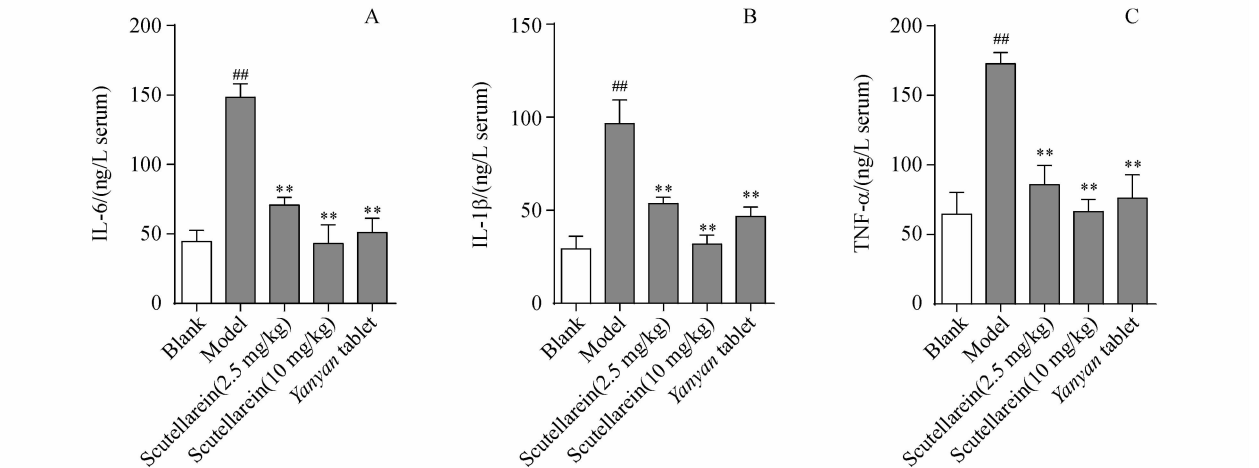 A
IL-6/(ng/L serum)
200
150
100
50
0
##
**
**
**
Blank
Model
Scutellarein(2.5 mg/kg)
Scutellarein(10 mg/kg)
Yanyan tablet
B
IL-1β/(ng/L serum)
150
100
50
0
##
**
**
**
Blank
Model
Scutellarein(2.5 mg/kg)
Scutellarein(10 mg/kg)
Yanyan tablet
C
TNF-α/(ng/L serum)
200
150
100
50
0
##
**
**
**
Blank
Model
Scutellarein(2.5 mg/kg)
Scutellarein(10 mg/kg)
Yanyan tablet